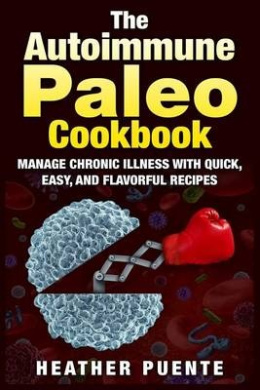 The
Autoimmune
Paleo
Cookbook
MANAGE CHRONIC ILLNESS WITH QUICK,
EASY, AND FLAVORFUL RECIPES
HEATHER PUENTE